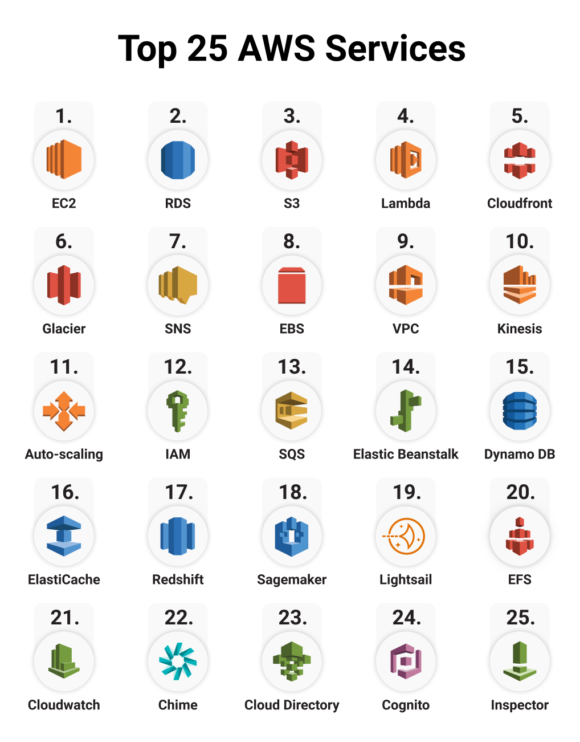 Top 25 AWS Services
1. 2. 3. 4. 5.
EC2 RDS S3 Lambda Cloudfront
6. 7. 8. 9. 10.
Glacier SNS EBS VPC Kinesis
11. 12. 13. 14. 15.
Auto-scaling IAM SQS Elastic Beanstalk Dynamo DB
16. 17. 18. 19. 20.
ElastiCache Redshift Sagemaker Lightsail EFS
21. 22. 23. 24. 25.
Cloudwatch Chime Cloud Directory Cognito Inspector